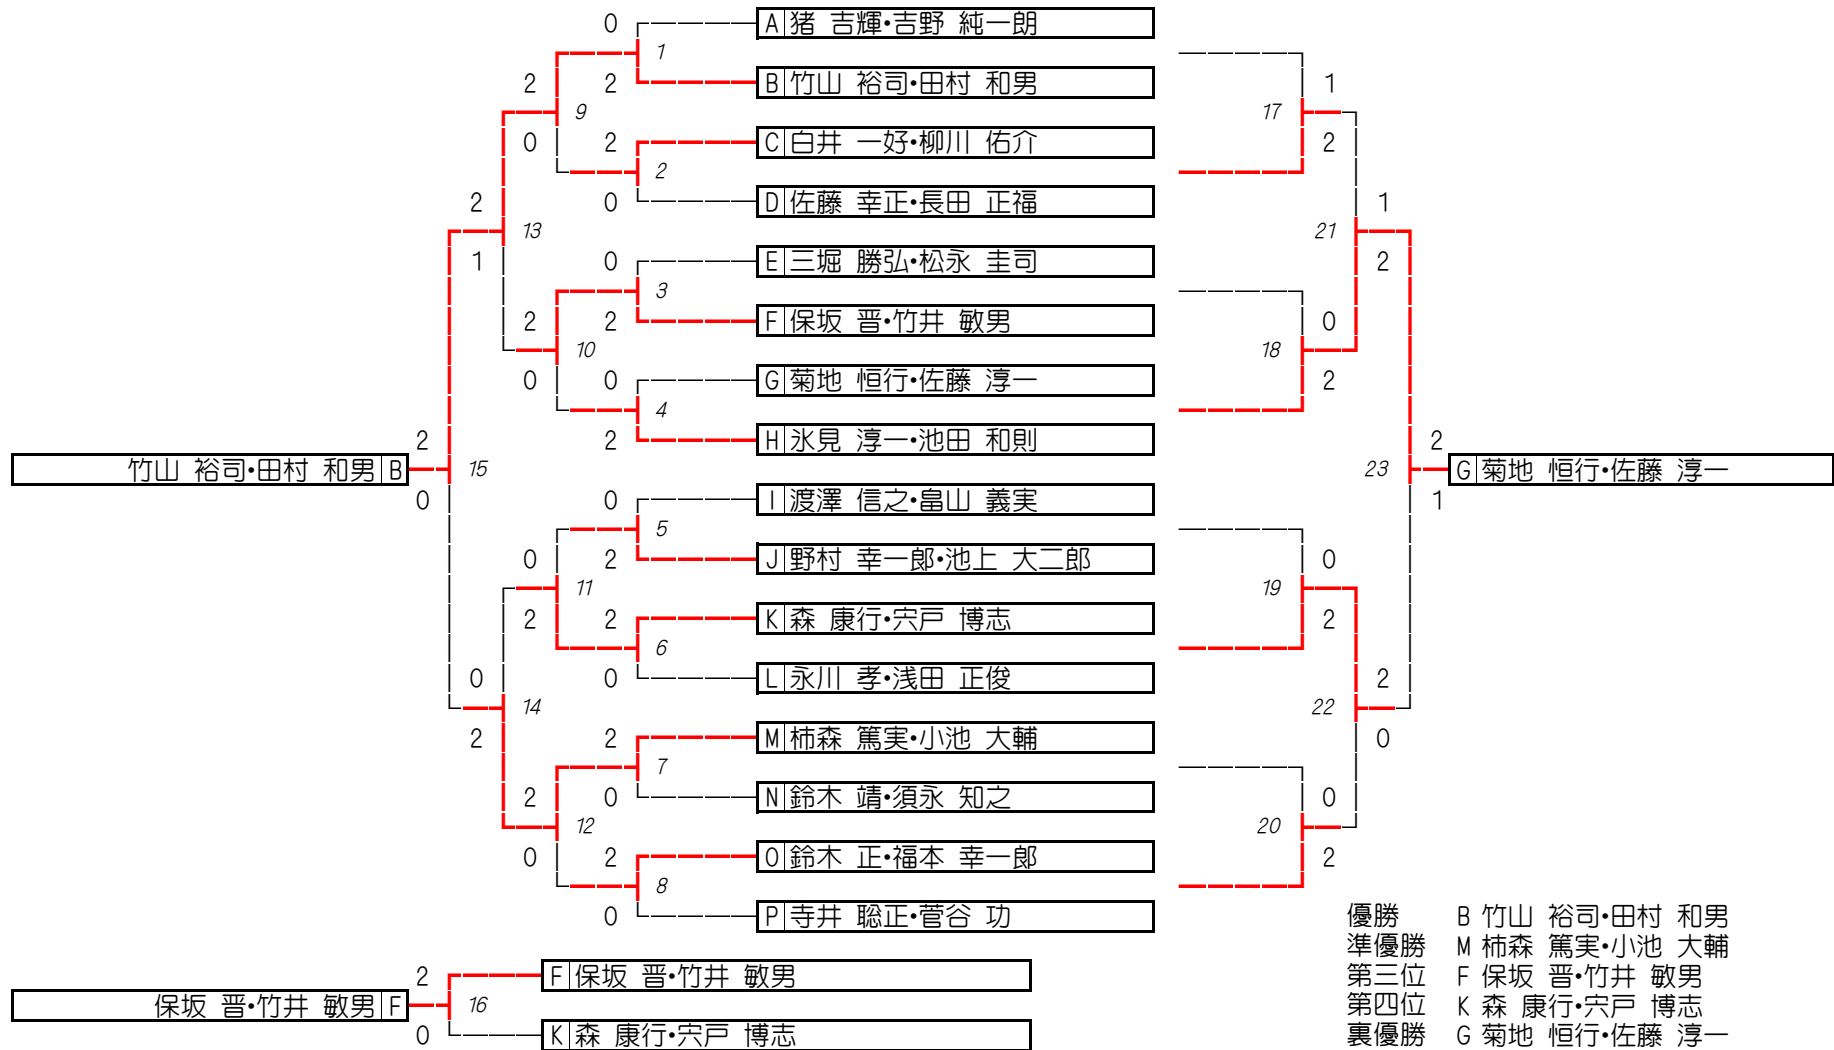 0 A 猪 吉輝・吉野 純一朗
1
2 2 B 竹山 裕司・田村 和男 1
9 17
0 2 C 白井 一好・柳川 佑介 2
2
2 0 D 佐藤 幸正・長田 正福 1
13 21
1 0 E 三堀 勝弘・松永 圭司 2
3
2 2 F 保坂 晋・竹井 敏男 0
10 18
0 0 G 菊地 恒行・佐藤 淳一 2
4
2 2 H 氷見 淳一・池田 和則 2
竹山 裕司・田村 和男 B 15 23 G 菊地 恒行・佐藤 淳一
0 0 I 渡澤 信之・畠山 義実 1
5
0 2 J 野村 幸一郎・池上 大二郎 0
11 19
2 2 K 森 康行・宍戸 博志 2
6
0 0 L 永川 孝・浅田 正俊 2
14 22
2 2 M 柿森 篤実・小池 大輔 0
7
2 0 N 鈴木 靖・須永 知之 0
12 20
0 2 O 鈴木 正・福本 幸一郎 2
8
0 P 寺井 聡正・菅谷 功
優勝 B 竹山 裕司・田村 和男
準優勝 M 柿森 篤実・小池 大輔
2 F 保坂 晋・竹井 敏男
第三位 F 保坂 晋・竹井 敏男
保坂 晋・竹井 敏男 F 16
第四位 K 森 康行・宍戸 博志
0 K 森 康行・宍戸 博志
裏優勝 G 菊地 恒行・佐藤 淳一